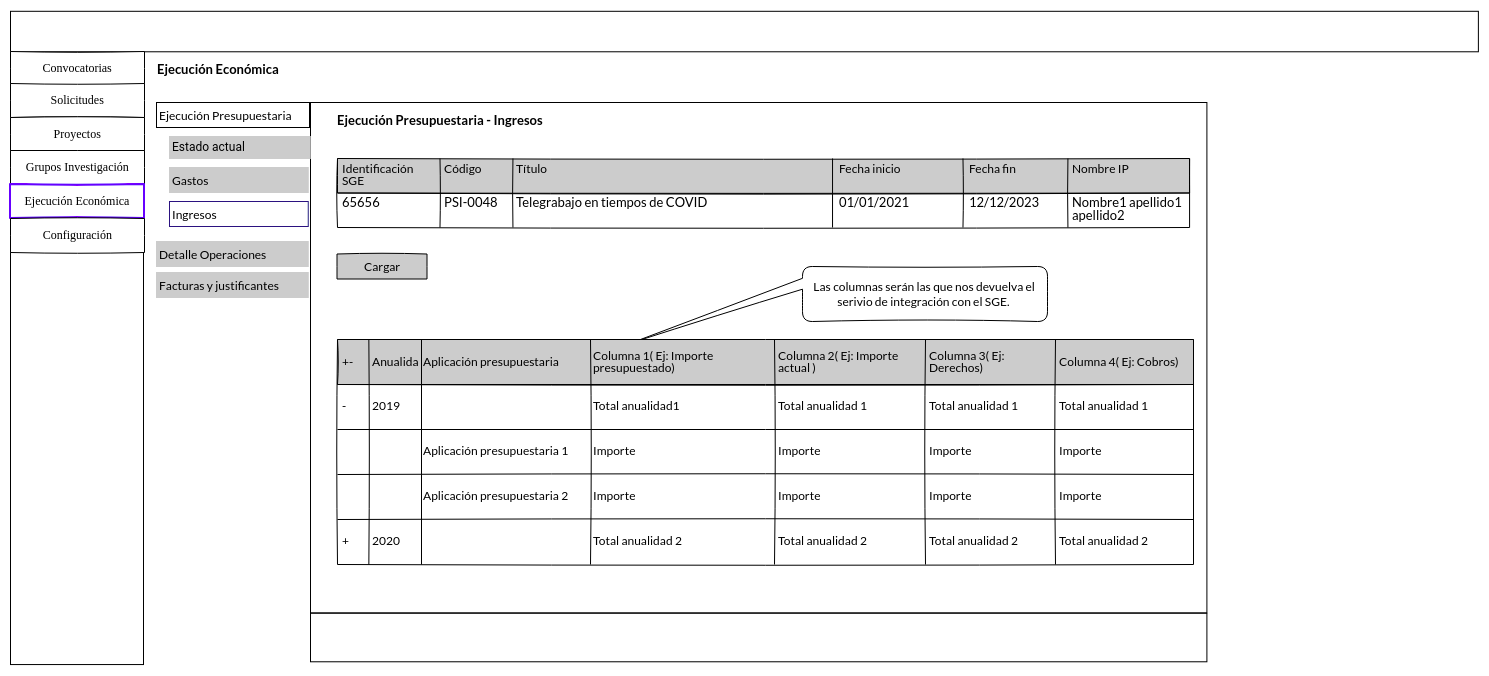 Convocatorias
Solicitudes
Proyectos
Grupos Investigación
Ejecución Económica
Configuración
Ejecución Económica
Ejecución Presupuestaria
Estado actual
Gastos
Ingresos
Detalle Operaciones
Facturas y justificantes
Ejecución Presupuestaria - Ingresos
Identificación
SGE
Código
Título
Fecha inicio
Fecha fin
Nombre IP
65656
PSI-0048
Telegrabajo en tiempos de COVID
01/01/2021
12/12/2023
Nombre1 apellido1
apellido2
Cargar
Las columnas serán las que nos devuelva el
serivio de integración con el SGE.
+-
Anualida
Aplicación presupuestaria
Columna 1( Ej: Importe
presupuestado)
Columna 2( Ej: Importe
actual )
Columna 3( Ej:
Derechos)
Columna 4( Ej: Cobros)
-
2019
Total anualidad1
Total anualidad 1
Total anualidad 1
Total anualidad 1
Aplicación presupuestaria 1
Importe
Importe
Importe
Importe
Aplicación presupuestaria 2
Importe
Importe
Importe
Importe
+
2020
Total anualidad 2
Total anualidad 2
Total anualidad 2
Total anualidad 2